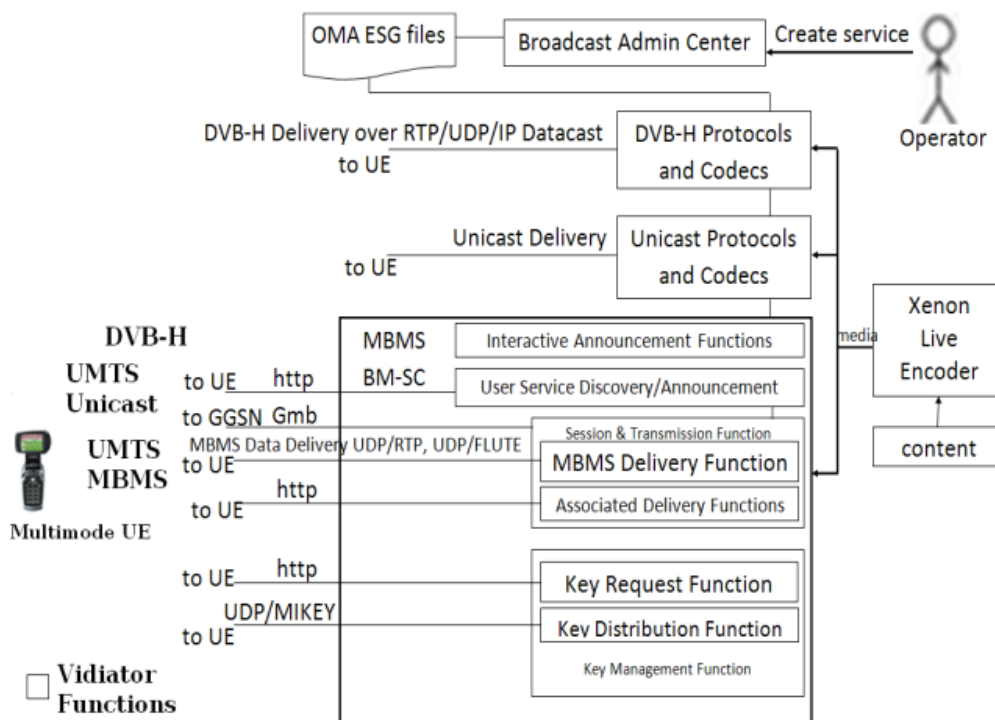 OMA ESG files
Broadcast Admin Center
Create service
Operator
DVB-H Delivery over RTP/UDP/IP Datacast
to UE
DVB-H Protocols
and Codecs
Unicast Delivery
to UE
Unicast Protocols
and Codecs
Xenon
Live
Encoder
media
content
DVB-H
UMTS
Unicast
UMTS
MBMS
Multimode UE
MBMS
BM-SC
Interactive Announcement Functions
to UE http
User Service Discovery/Announcement
to GGSN Gmb
Session & Transmission Function
MBMS Data Delivery UDP/RTP, UDP/FLUTE
to UE
MBMS Delivery Function
http
to UE
Associated Delivery Functions
to UE http
Key Request Function
UDP/MIKEY
to UE
Key Distribution Function
Key Management Function
Vidiator
Functions